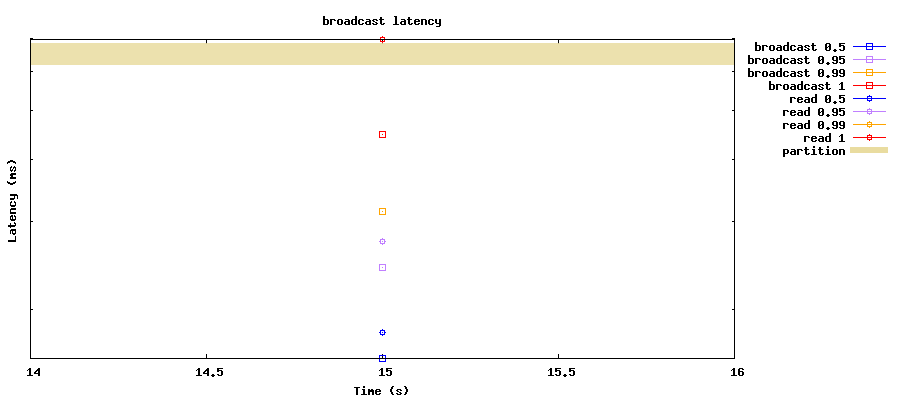 broadcast latency
broadcast 0.5
broadcast 0.95
broadcast 0.99
broadcast 1
read 0.5
read 0.95
read 0.99
read 1
partition
Latency (ms)
14
14.5
15
15.5
16
Time (s)